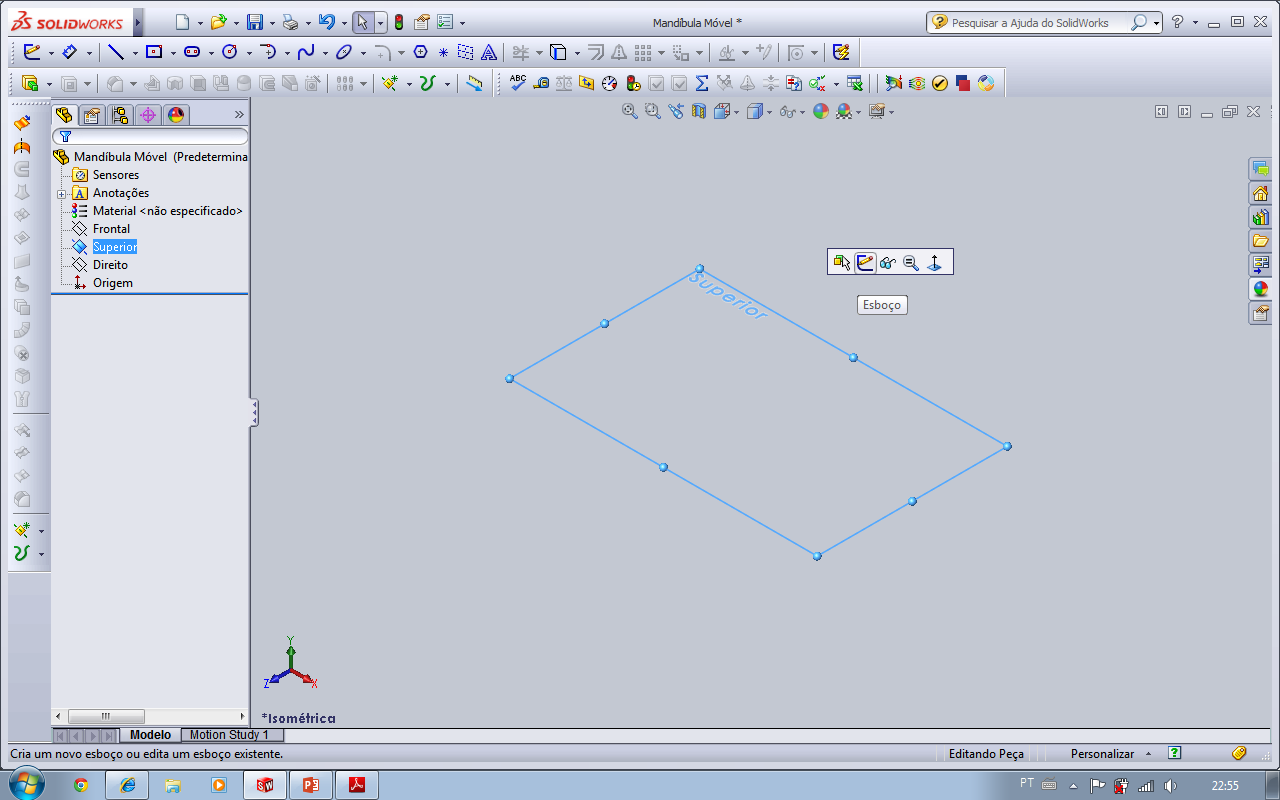 SOLIDWORKS
Mandíbula Móvel *
Pesquisar a Ajuda do SolidWorks
Mandíbula Móvel (Predetermina
Sensores
Anotações
Material <não especificado>
Frontal
Superior
Direito
Origem
Superior
Esboço
Y
Z
X
*Isométrica
Modelo
Motion Study 1
Cria um novo esboço ou edita um esboço existente.
Editando Peça
Personalizar
PT
22:55